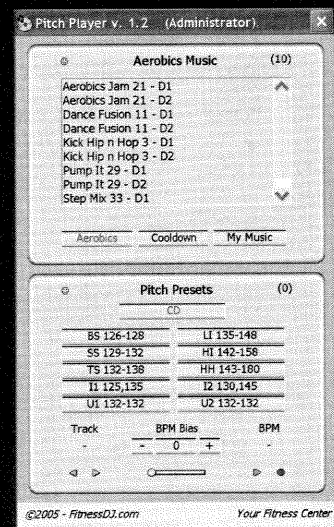 Pitch Player v. 1.2 (Administrator) X
Aerobics Music (10)
Aerobics Jam 21 - D1
Aerobics Jam 21 - D2
Dance Fusion 11 - D1
Dance Fusion 11 - D2
Kick Hip n Hop 3 - D1
Kick Hip n Hop 3 - D2
Pump It 29 - D1
Pump It 29 - D2
Step Mix 33 - D1
Aerobics Cooldown My Music
Pitch Presets (0)
CD
BS 126-128 LI 135-148
SS 129-132 HI 142-158
TS 132-138 HH 143-180
I1 125,135 I2 130,145
U1 132-132 U2 132-132
Track BPM Bias BPM
- - 0 + -
©2005 - FitnessDJ.com Your Fitness Center